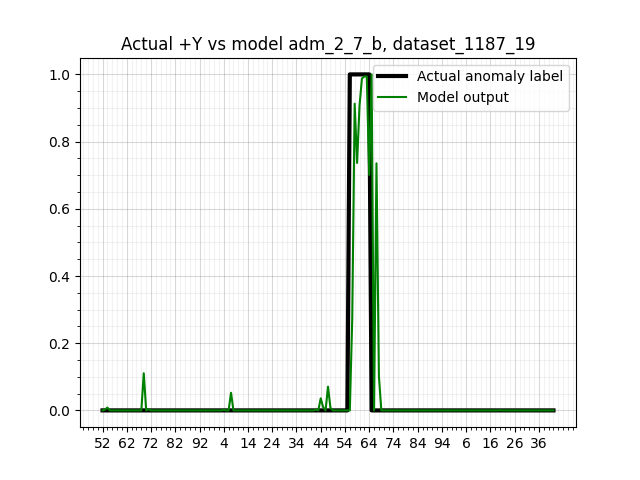 Actual +Y vs model adm_2_7_b, dataset_1187_19
Actual anomaly label
Model output
1.0
0.8
0.6
0.4
0.2
0.0
52 62 72 82 92 4 14 24 34 44 54 64 74 84 94 6 16 26 36